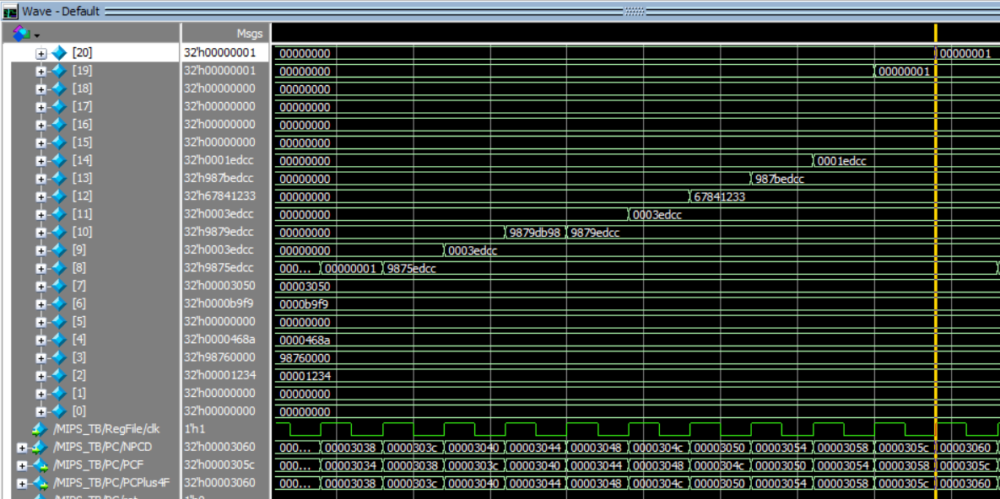 Wave - Default
Msgs
[20] 32'h00000001 00000000 00000001
[19] 32'h00000001 00000000 00000001
[18] 32'h00000000 00000000
[17] 32'h00000000 00000000
[16] 32'h00000000 00000000
[15] 32'h00000000 00000000
[14] 32'h0001edcc 00000000 0001edcc
[13] 32'h987bedcc 00000000 987bedcc
[12] 32'h67841233 00000000 67841233
[11] 32'h0003edcc 00000000 0003edcc
[10] 32'h9879edcc 00000000 9879db98 9879edcc
[9] 32'h0003edcc 00000000 0003edcc
[8] 32'h9875edcc 000... 00000001 9875edcc
[7] 32'h00003050 00003050
[6] 32'h0000b9f9 0000b9f9
[5] 32'h00000000 00000000
[4] 32'h0000468a 0000468a
[3] 32'h98760000 98760000
[2] 32'h00001234 00001234
[1] 32'h00000000 00000000
[0] 32'h00000000 00000000
/MIPS_TB/RegFile/clk 1'h1
/MIPS_TB/PC/NPCD 32'h00003060 000... 00003038 0000303c 00003040 00003044 00003048 0000304c 00003050 00003054 00003058 0000305c 00003060
/MIPS_TB/PC/PCF 32'h0000305c 000... 00003034 00003038 0000303c 00003040 00003044 00003048 0000304c 00003050 00003054 00003058 0000305c
/MIPS_TB/PC/PCPlus4F 32'h00003060 000... 00003038 0000303c 00003040 00003044 00003048 0000304c 00003050 00003054 00003058 0000305c 00003060